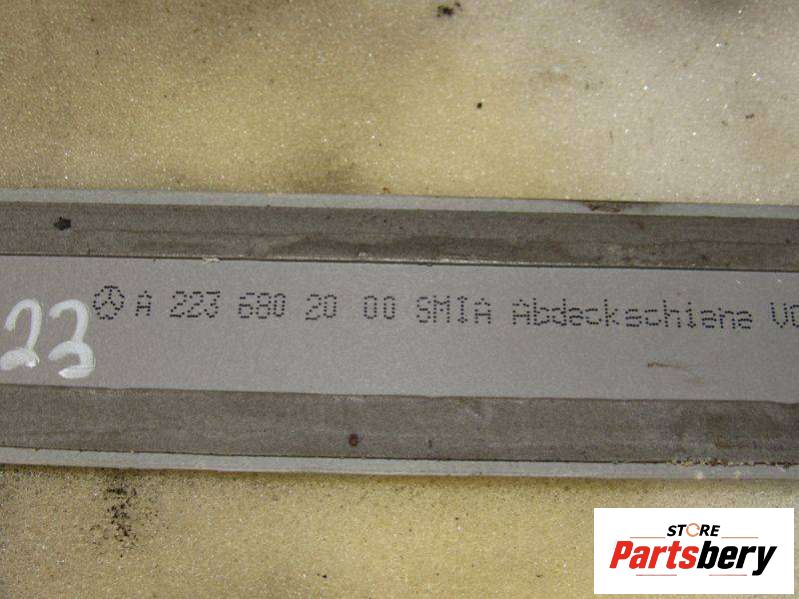 A 223 680 20 00 SMIA Abdeckschiene
23
STORE
Partsbery